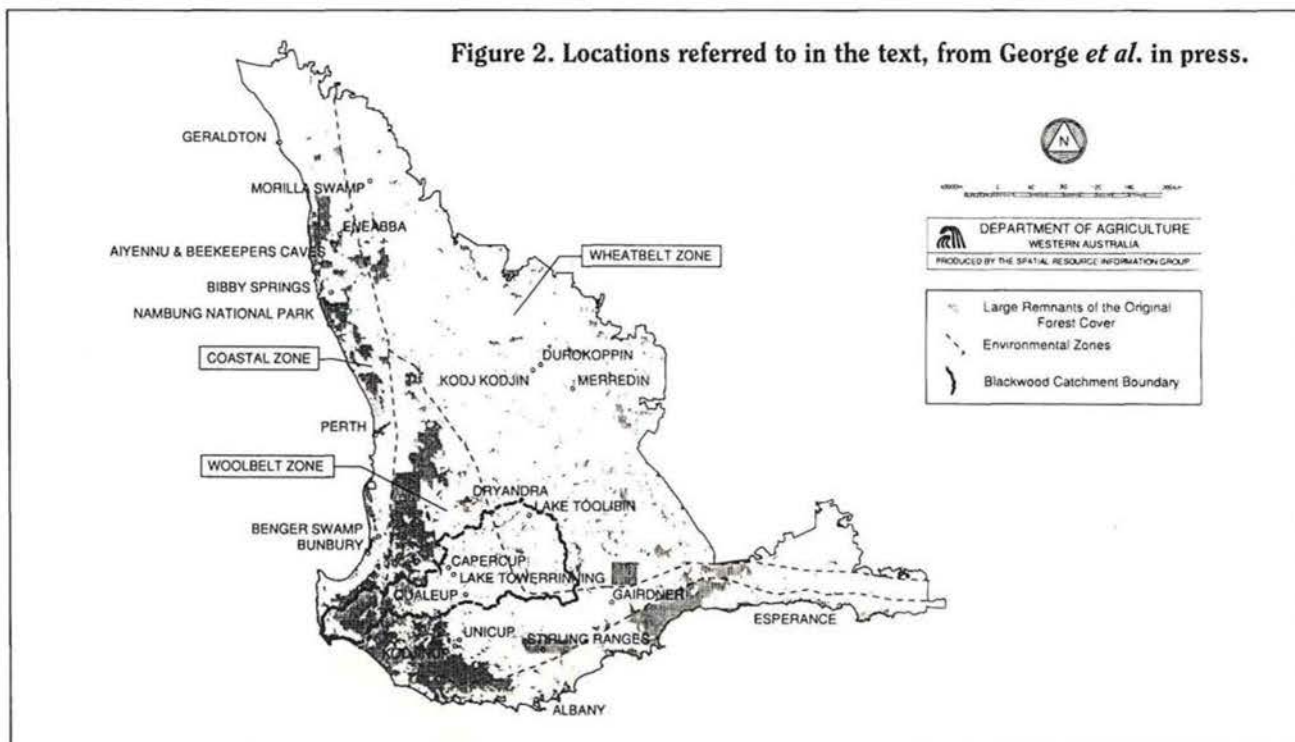 Figure 2. Locations referred to in the text, from George et al. in press.
GERALDTON
MORILLA SWAMP
ENEABBA
AIYENNU & BEEKEEPERS CAVES
BIBBY SPRINGS
NAMBUNG NATIONAL PARK
COASTAL ZONE
WHEATBELT ZONE
DUROKOPPIN
KODJ KODJIN
MERREDIN
PERTH
WOOLBELT ZONE
DRYANDRA
LAKE TOOLIBIN
BENGER SWAMP
BUNBURY
CAPERCUP
LAKE TOWERRINNING
QUALEUP
GAIRDNER
UNICUP
STIRLING RANGES
ESPERANCE
ALBANY
N
DEPARTMENT OF AGRICULTURE
WESTERN AUSTRALIA
PRODUCED BY THE SPATIAL RESOURCE INFORMATION GROUP
Large Remnants of the Original
Forest Cover
Environmental Zones
Blackwood Catchment Boundary